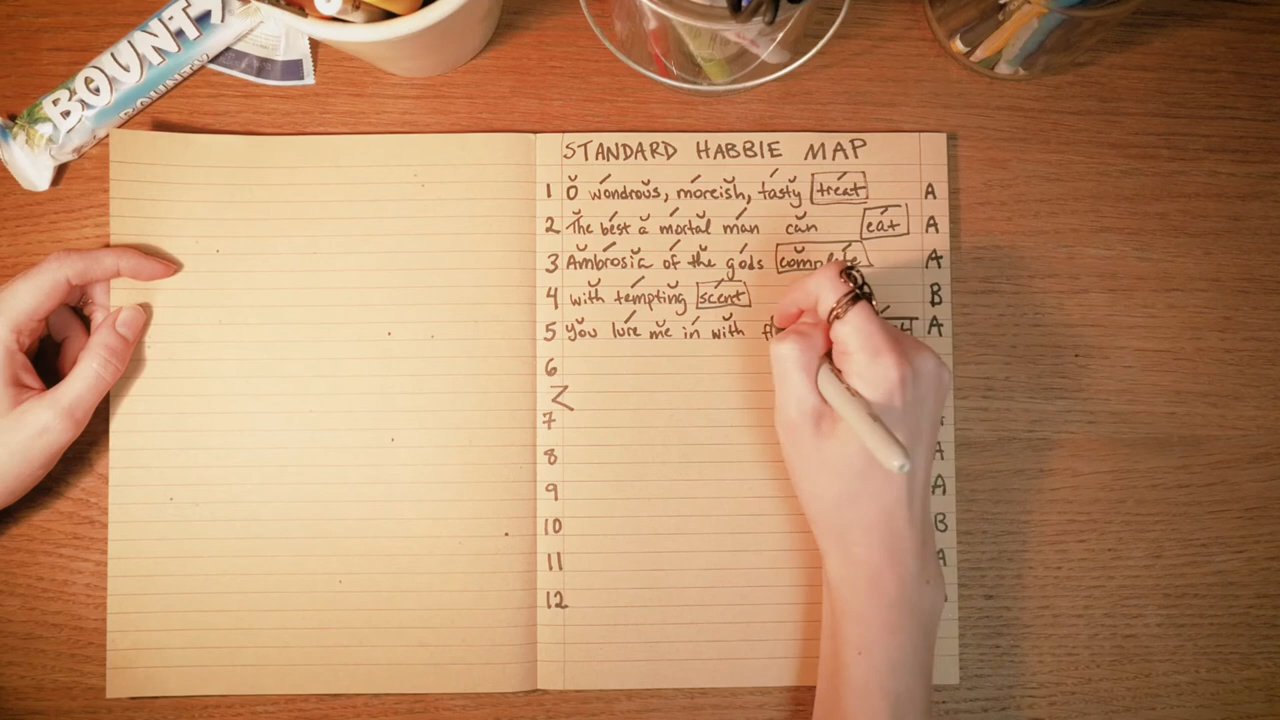 BOUNTY
BOUNTY
STANDARD HABBIE MAP
1 O wondrous, moreish, tasty treat A
2 The best a mortal man can eat A
3 Ambrosia of the gods complete A
4 with tempting scent B
5 you lure me in with A
6
7
8 A
9 A
10 B
11 A
12